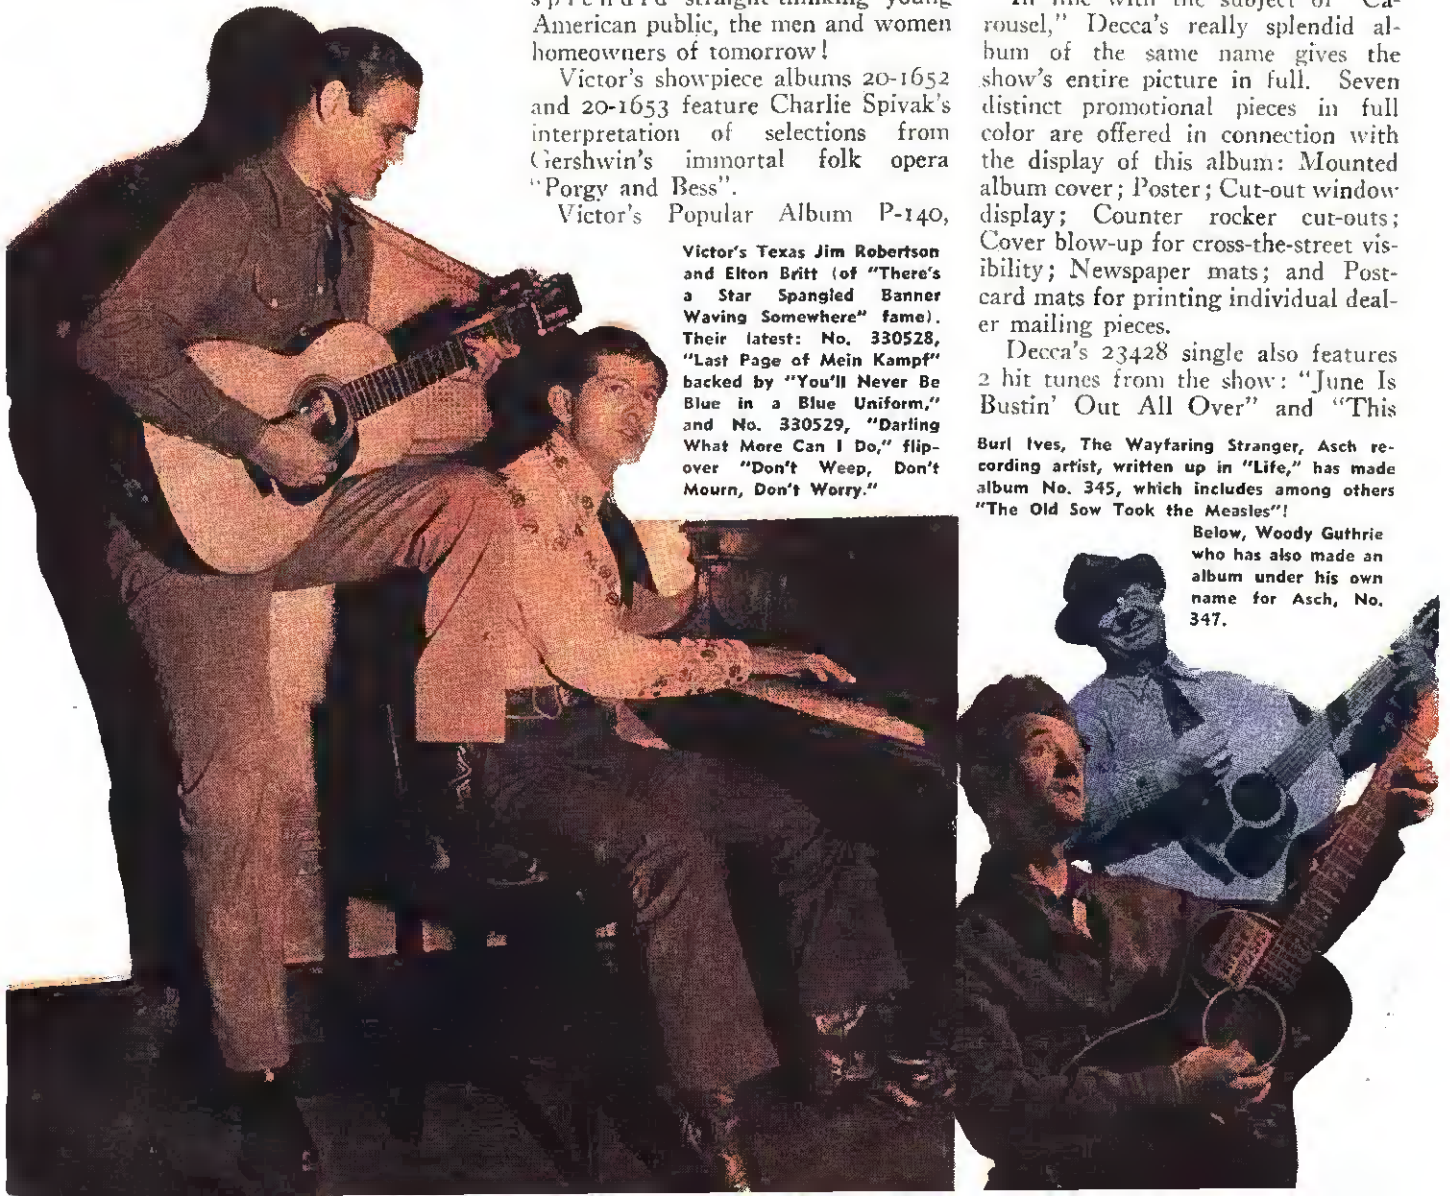 splendid straight-thinking young
American public, the men and women
homeowners of tomorrow!
Victor's showpiece albums 20-1652
and 20-1653 feature Charlie Spivak's
interpretation of selections from
Gershwin's immortal folk opera
"Porgy and Bess".
Victor's Popular Album P-140,
Victor's Texas Jim Robertson
and Elton Britt (of "There's
a Star Spangled Banner
Waving Somewhere" fame).
Their latest: No. 330528,
"Last Page of Mein Kampf"
backed by "You'll Never Be
Blue in a Blue Uniform,"
and No. 330529, "Darling
What More Can I Do," flip-
over "Don't Weep, Don't
Mourn, Don't Worry."
In line with the subject of "Ca-
rousel," Decca's really splendid al-
bum of the same name gives the
show's entire picture in full. Seven
distinct promotional pieces in full
color are offered in connection with
the display of this album: Mounted
album cover; Poster; Cut-out window
display; Counter rocker cut-outs;
Cover blow-up for cross-the-street vis-
ibility; Newspaper mats; and Post-
card mats for printing individual deal-
er mailing pieces.
Decca's 23428 single also features
2 hit tunes from the show: "June Is
Bustin' Out All Over" and "This
Burl Ives, The Wayfaring Stranger, Asch re-
cording artist, written up in "Life," has made
album No. 345, which includes among others
"The Old Sow Took the Measles"!
Below, Woody Guthrie
who has also made an
album under his own
name for Asch, No.
347.